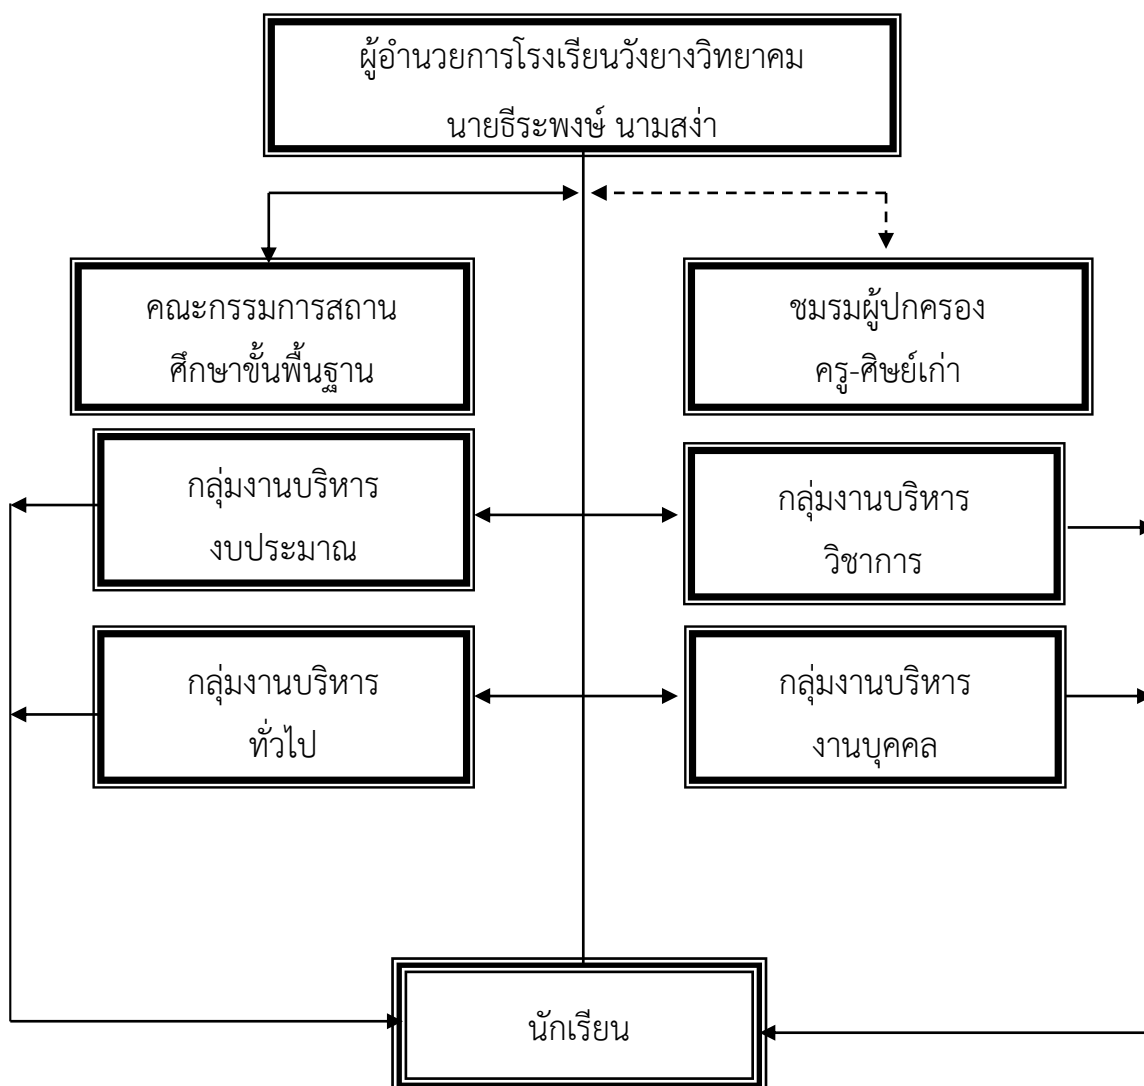 ผู้อำนวยการโรงเรียนวังยางวิทยาคม
นายธีระพงษ์ นามสง่า
คณะกรรมการสถาน
ศึกษาขั้นพื้นฐาน
ชมรมผู้ปกครอง
ครู-ศิษย์เก่า
กลุ่มงานบริหาร
งบประมาณ
กลุ่มงานบริหาร
วิชาการ
กลุ่มงานบริหาร
ทั่วไป
กลุ่มงานบริหาร
งานบุคคล
นักเรียน